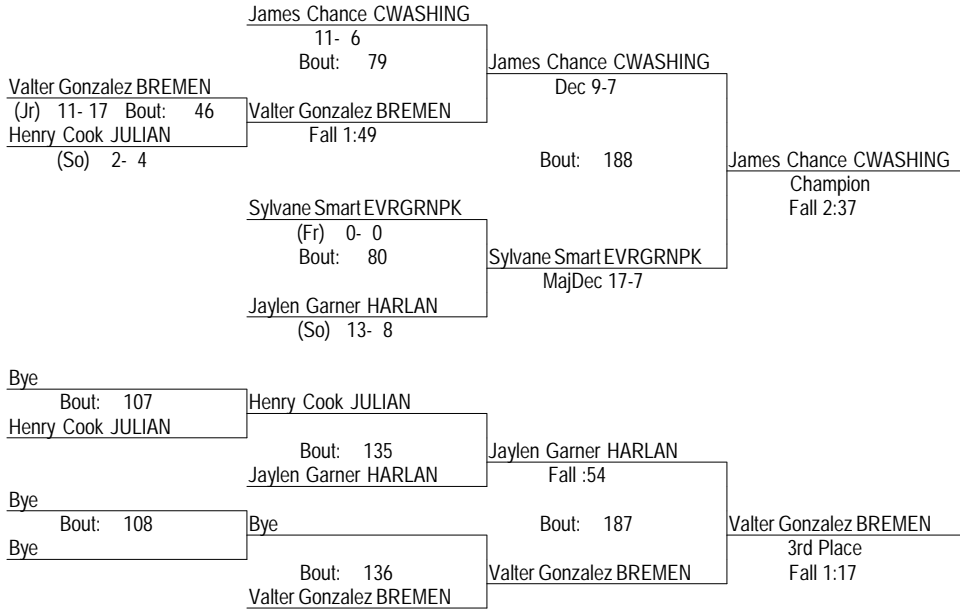 James Chance CWASHING
11- 6
Bout: 79
James Chance CWASHING
Dec 9-7
Valter Gonzalez BREMEN
(Jr) 11- 17 Bout: 46
Valter Gonzalez BREMEN
Henry Cook JULIAN
Fall 1:49
(So) 2- 4
Bout: 188
James Chance CWASHING
Champion
Fall 2:37
Sylvane Smart EVRGRNPK
(Fr) 0- 0
Bout: 80
Sylvane Smart EVRGRNPK
MajDec 17-7
Jaylen Garner HARLAN
(So) 13- 8
Bye
Bout: 107
Henry Cook JULIAN
Henry Cook JULIAN
Bout: 135
Jaylen Garner HARLAN
Jaylen Garner HARLAN
Fall :54
Bye
Bout: 108
Bye
Bout: 187
Valter Gonzalez BREMEN
Bye
3rd Place
Bout: 136
Valter Gonzalez BREMEN
Fall 1:17
Valter Gonzalez BREMEN